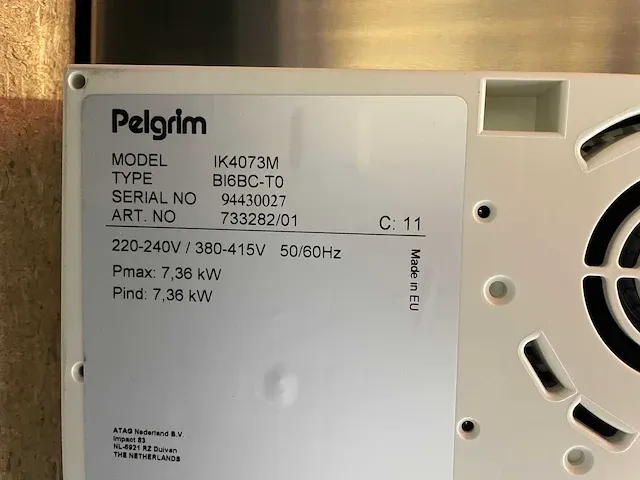 Pelgrim
MODEL IK4073M
TYPE BI6BC-T0
SERIAL NO 94430027
ART. NO 733282/01 C: 11
220-240V / 380-415V 50/60Hz
Pmax: 7,36 kW
Pind: 7,36 kW
Made in EU
ATAG Nederland B.V.
Impact 83
NL-6921 RZ Duiven
THE NETHERLANDS